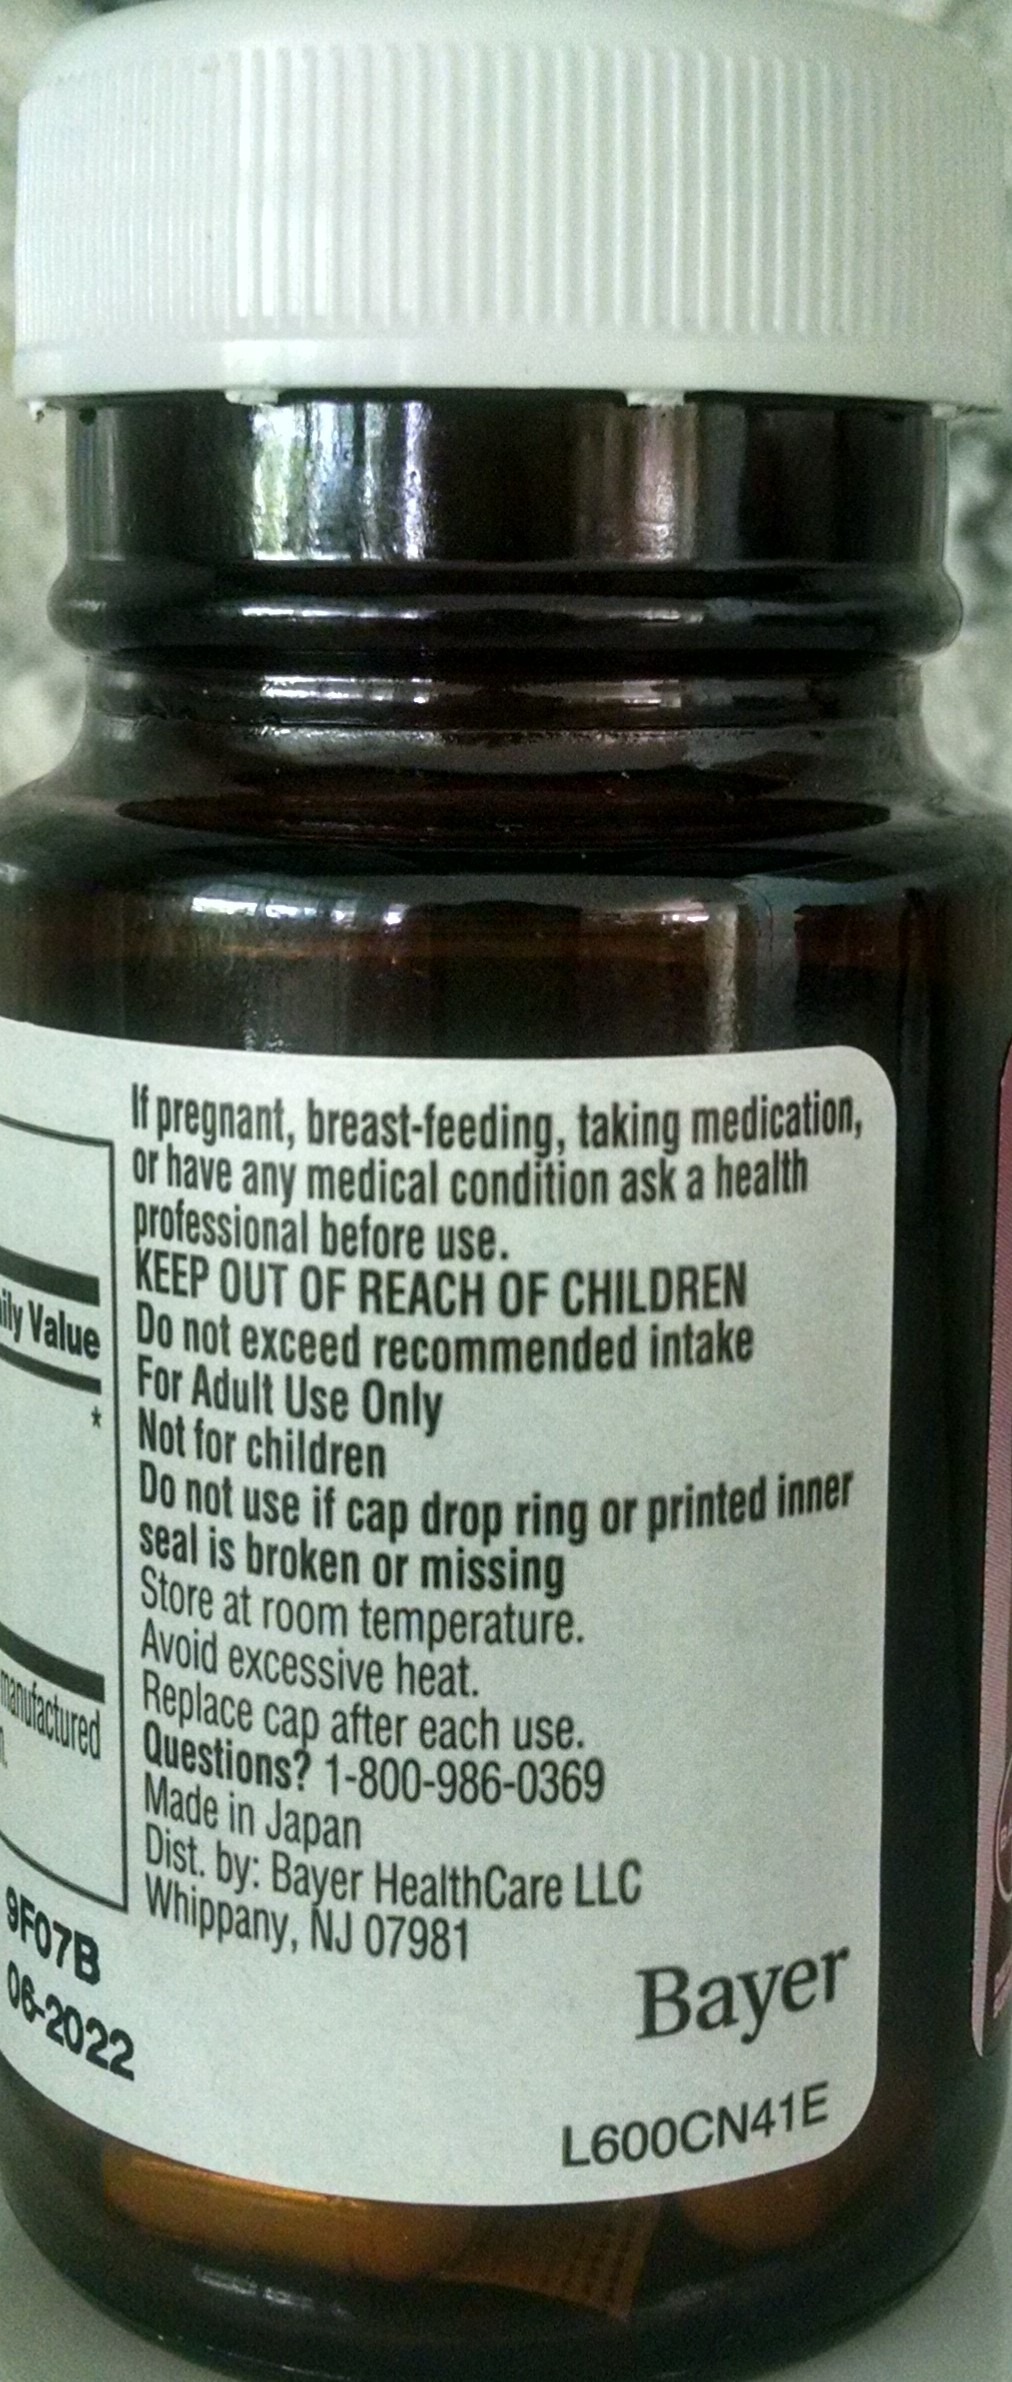 If pregnant, breast-feeding, taking medication,
or have any medical condition ask a health
professional before use.
KEEP OUT OF REACH OF CHILDREN
Do not exceed recommended intake
For Adult Use Only
Not for children
Do not use if cap drop ring or printed inner
seal is broken or missing
Store at room temperature.
Avoid excessive heat.
Replace cap after each use.
Questions? 1-800-986-0369
Made in Japan
Dist. by: Bayer HealthCare LLC
Whippany, NJ 07981
Bayer
L600CN41E
Value
*
manufactured
9F07B
06-2022